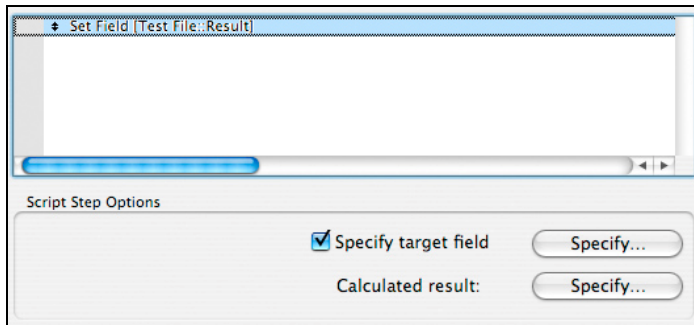 Set Field [Test File::Result]
Script Step Options
Specify target field
Specify...
Calculated result:
Specify...